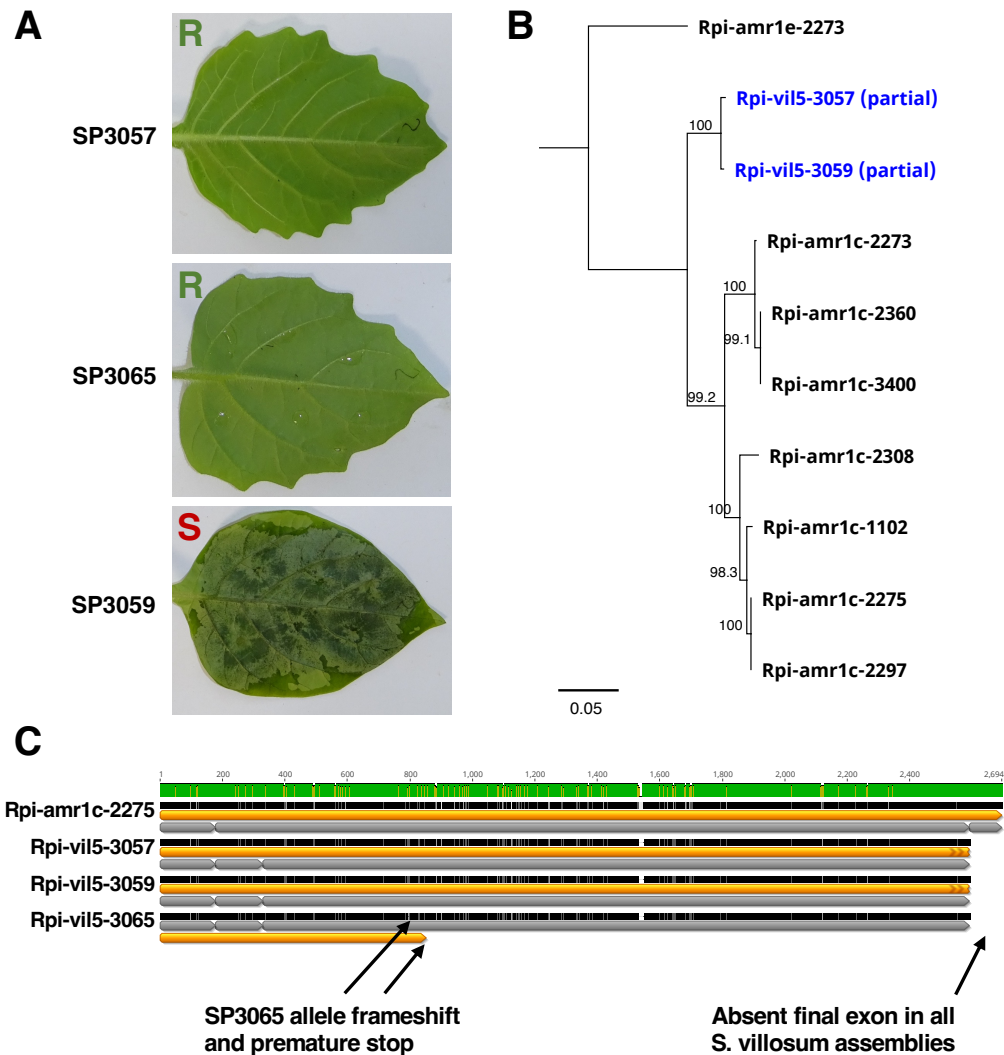 A
R
SP3057
R
SP3065
S
SP3059
B
Rpi-amr1e-2273
Rpi-vil5-3057 (partial)
100
Rpi-vil5-3059 (partial)
Rpi-amr1c-2273
100
Rpi-amr1c-2360
99.1
Rpi-amr1c-3400
99.2
Rpi-amr1c-2308
100
Rpi-amr1c-1102
98.3
Rpi-amr1c-2275
100
Rpi-amr1c-2297
0.05
C
1 200 400 600 800 1,000 1,200 1,400 1,600 1,800 2,000 2,200 2,400 2,694
Rpi-amr1c-2275
Rpi-vil5-3057
Rpi-vil5-3059
Rpi-vil5-3065
SP3065 allele frameshift
and premature stop
Absent final exon in all
S. villosum assemblies